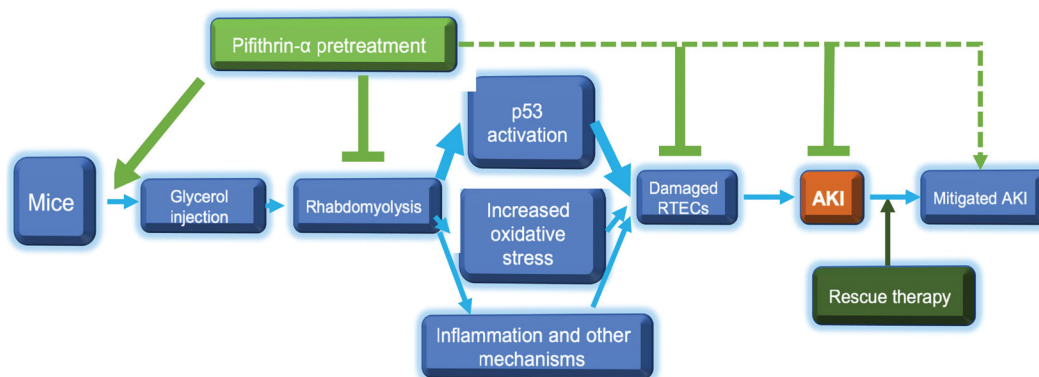 Pifithrin-α pretreatment
p53
activation
Mice
Glycerol
injection
Rhabdomyolysis
Increased
oxidative
stress
Damaged
RTECs
AKI
Mitigated AKI
Rescue therapy
Inflammation and other
mechanisms